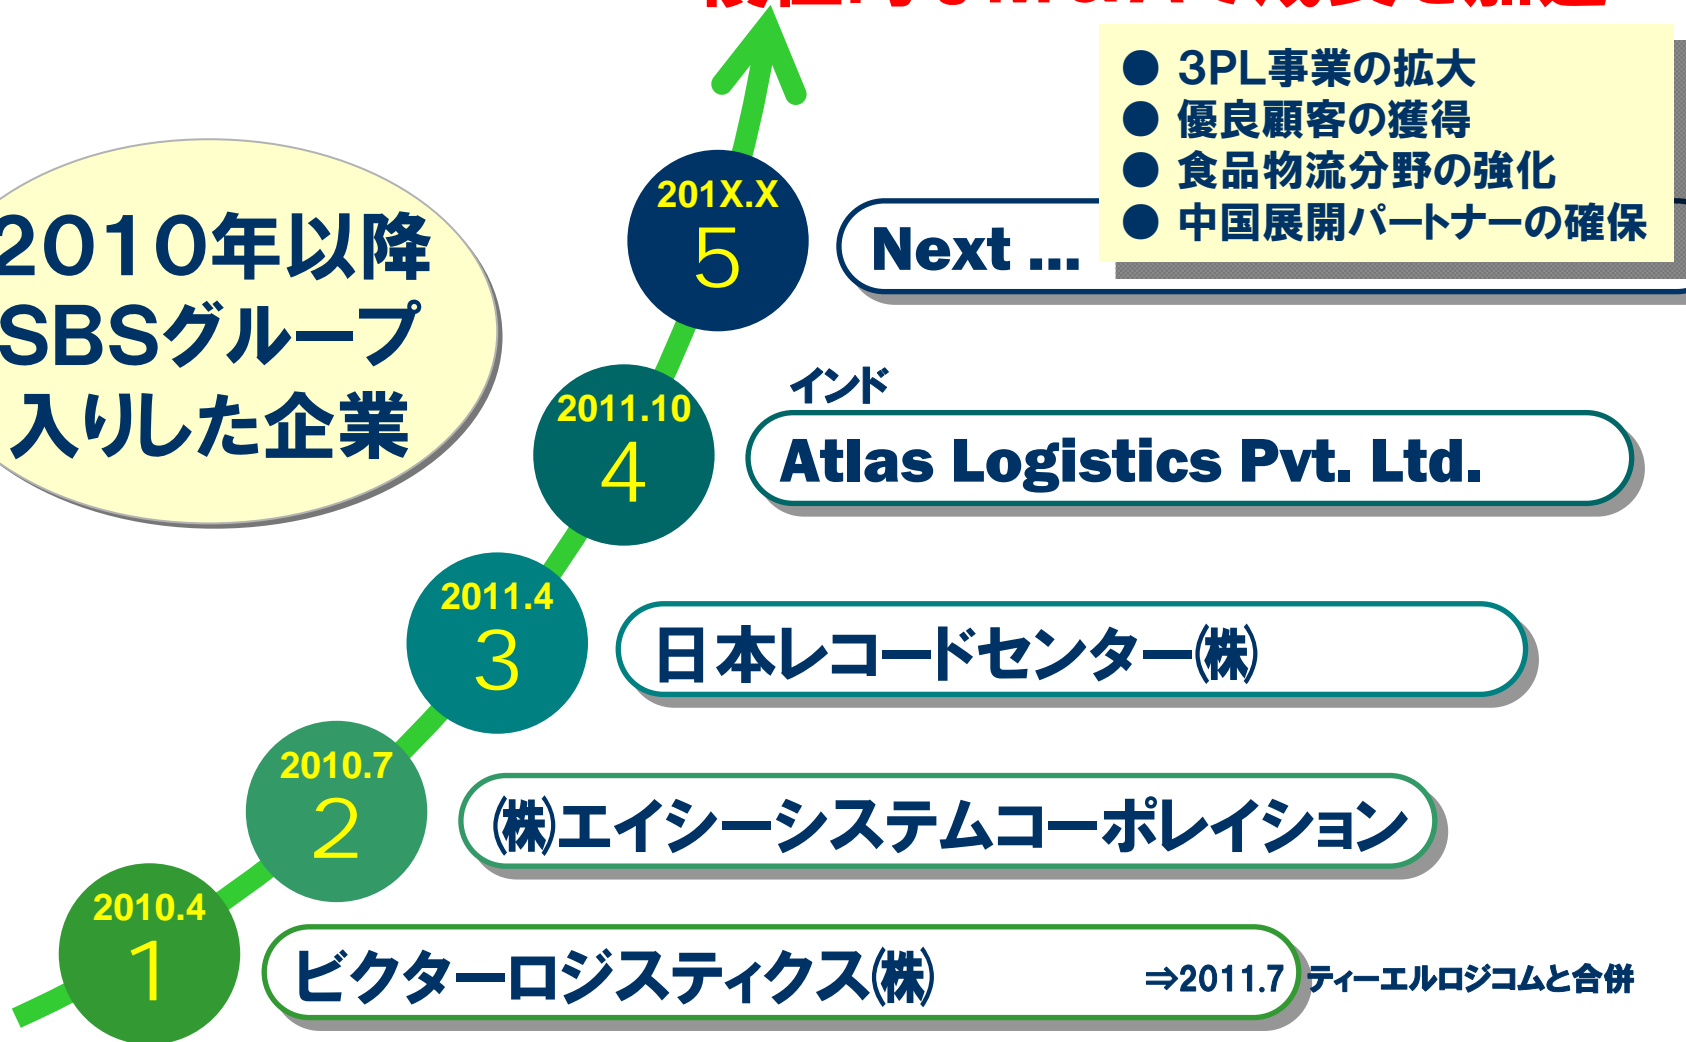 ● 3PL事業の拡大
● 優良顧客の獲得
● 食品物流分野の強化
● 中国展開パートナーの確保
2010年以降
SBSグループ
入りした企業
201X.X
5
Next ...
2011.10
4
インド
Atlas Logistics Pvt. Ltd.
2011.4
3
日本レコードセンター㈱
2010.7
2
㈱エイシーシステムコーポレイション
2010.4
1
ビクターロジスティクス㈱
⇒2011.7 ティーエルロジコムと合併